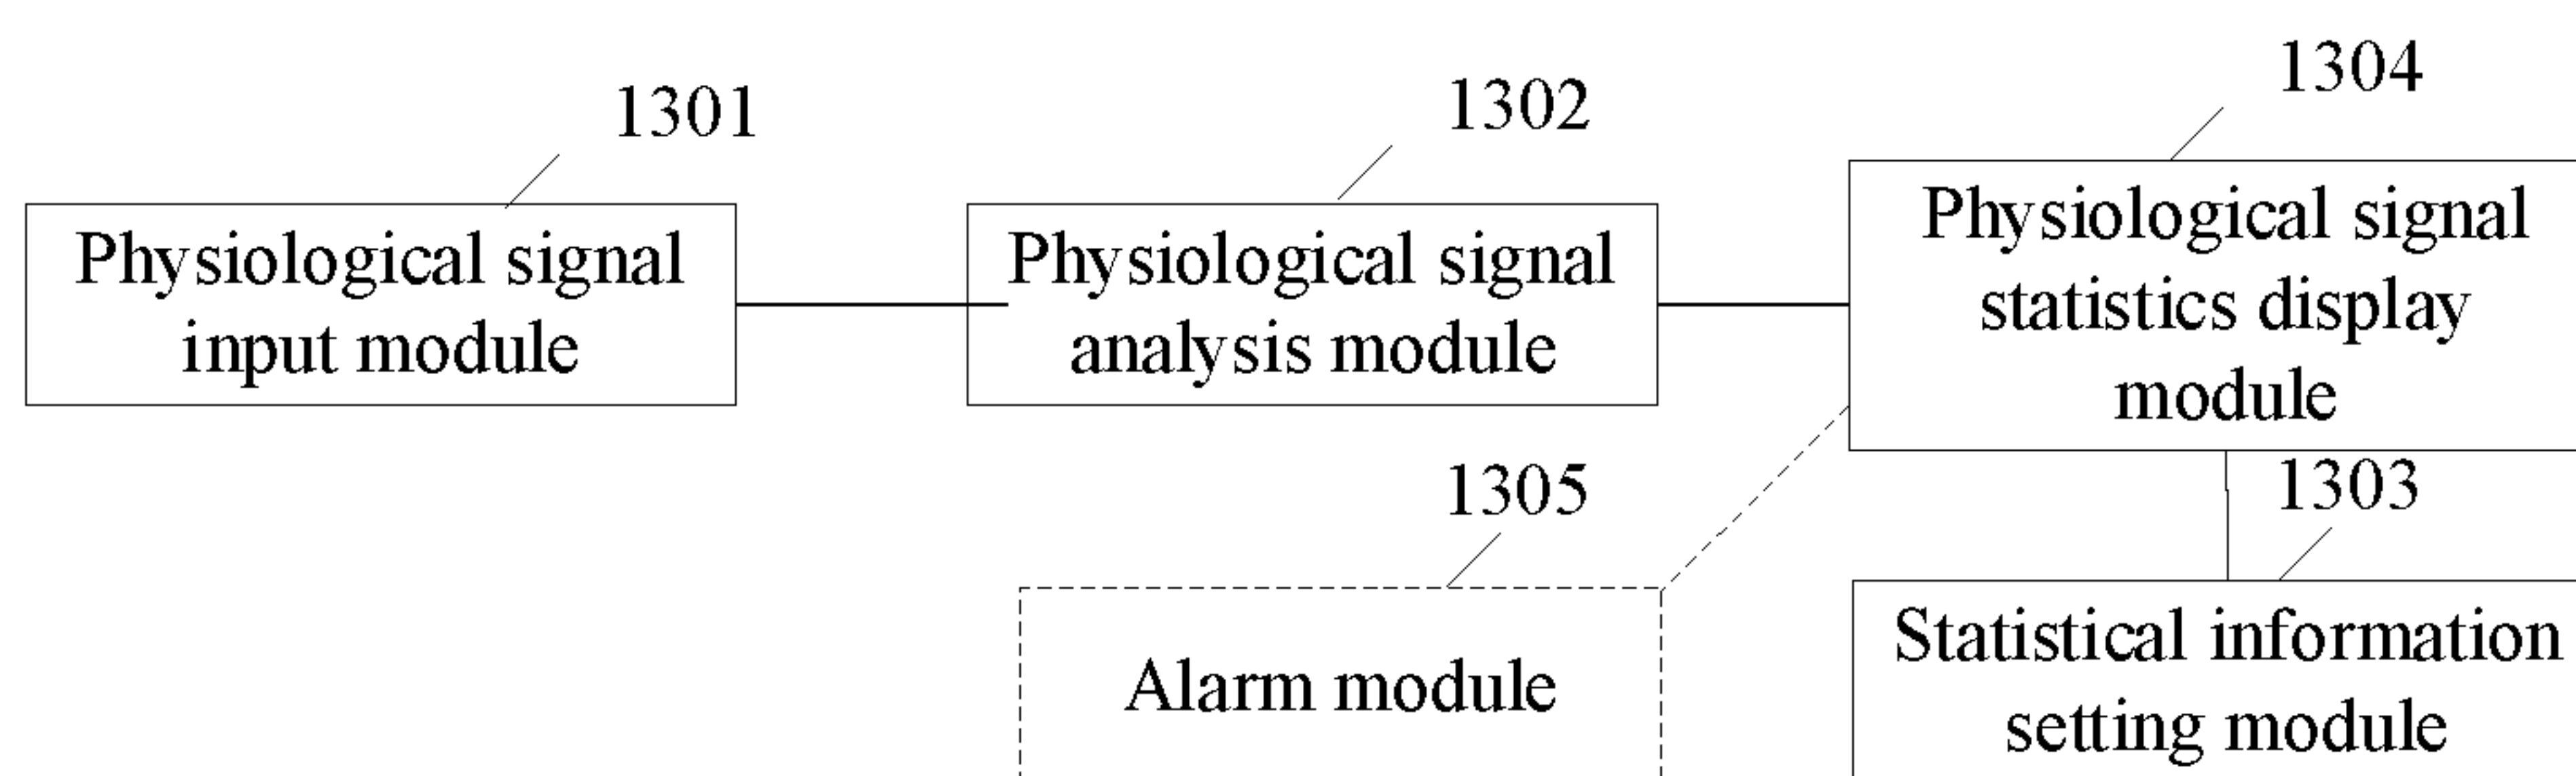 1301
Physiological signal
input module
1302
Physiological signal
analysis module
1304
Physiological signal
statistics display
module
1305
Alarm module
1303
Statistical information
setting module